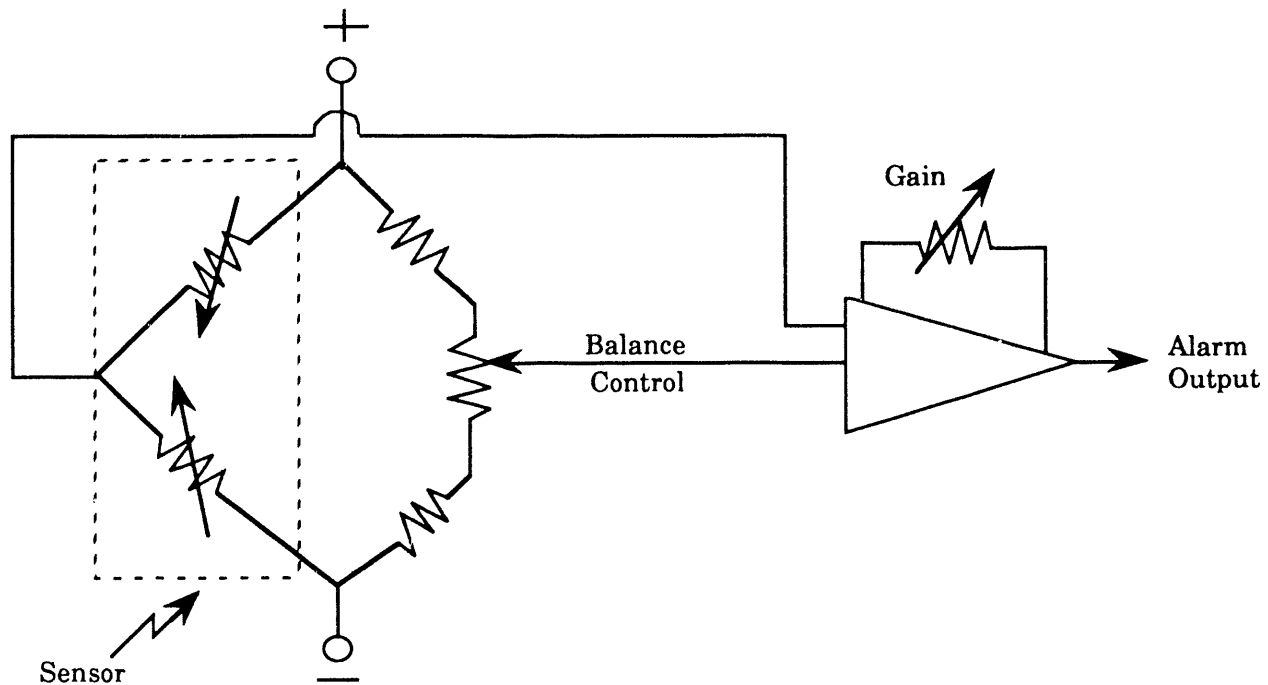 +
Gain
Balance
Control
Alarm
Output
Sensor
—